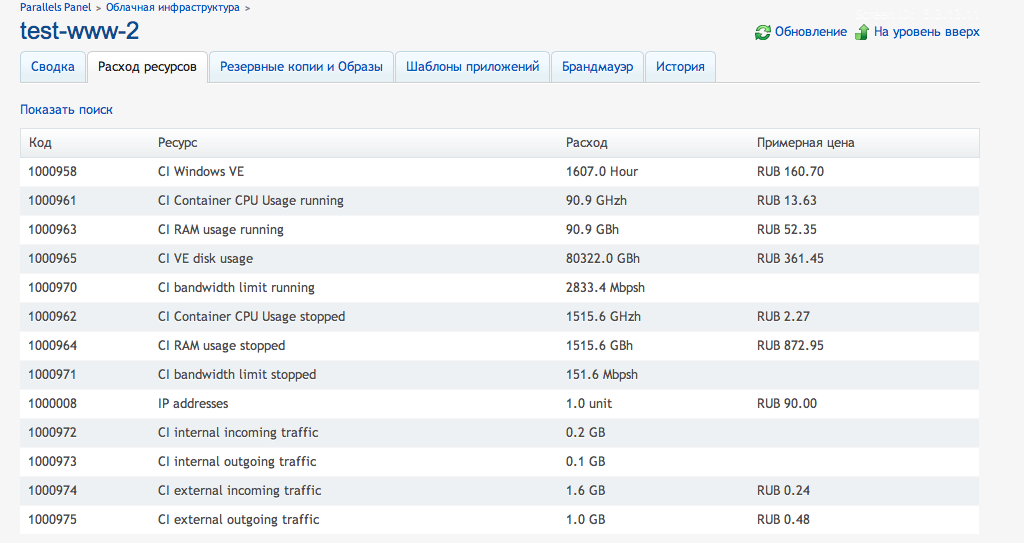 Parallels Panel > Облачная инфраструктура >
test-www-2
Обновление На уровень вверх
Сводка Расход ресурсов Резервные копии и Образы Шаблоны приложений Брандмауэр История
Показать поиск
Код Ресурс Расход Примерная цена
1000958 CI Windows VE 1607.0 Hour RUB 160.70
1000961 CI Container CPU Usage running 90.9 GHzh RUB 13.63
1000963 CI RAM usage running 90.9 GBh RUB 52.35
1000965 CI VE disk usage 80322.0 GBh RUB 361.45
1000970 CI bandwidth limit running 2833.4 Mbpsh
1000962 CI Container CPU Usage stopped 1515.6 GHzh RUB 2.27
1000964 CI RAM usage stopped 1515.6 GBh RUB 872.95
1000971 CI bandwidth limit stopped 151.6 Mbpsh
1000008 IP addresses 1.0 unit RUB 90.00
1000972 CI internal incoming traffic 0.2 GB
1000973 CI internal outgoing traffic 0.1 GB
1000974 CI external incoming traffic 1.6 GB RUB 0.24
1000975 CI external outgoing traffic 1.0 GB RUB 0.48